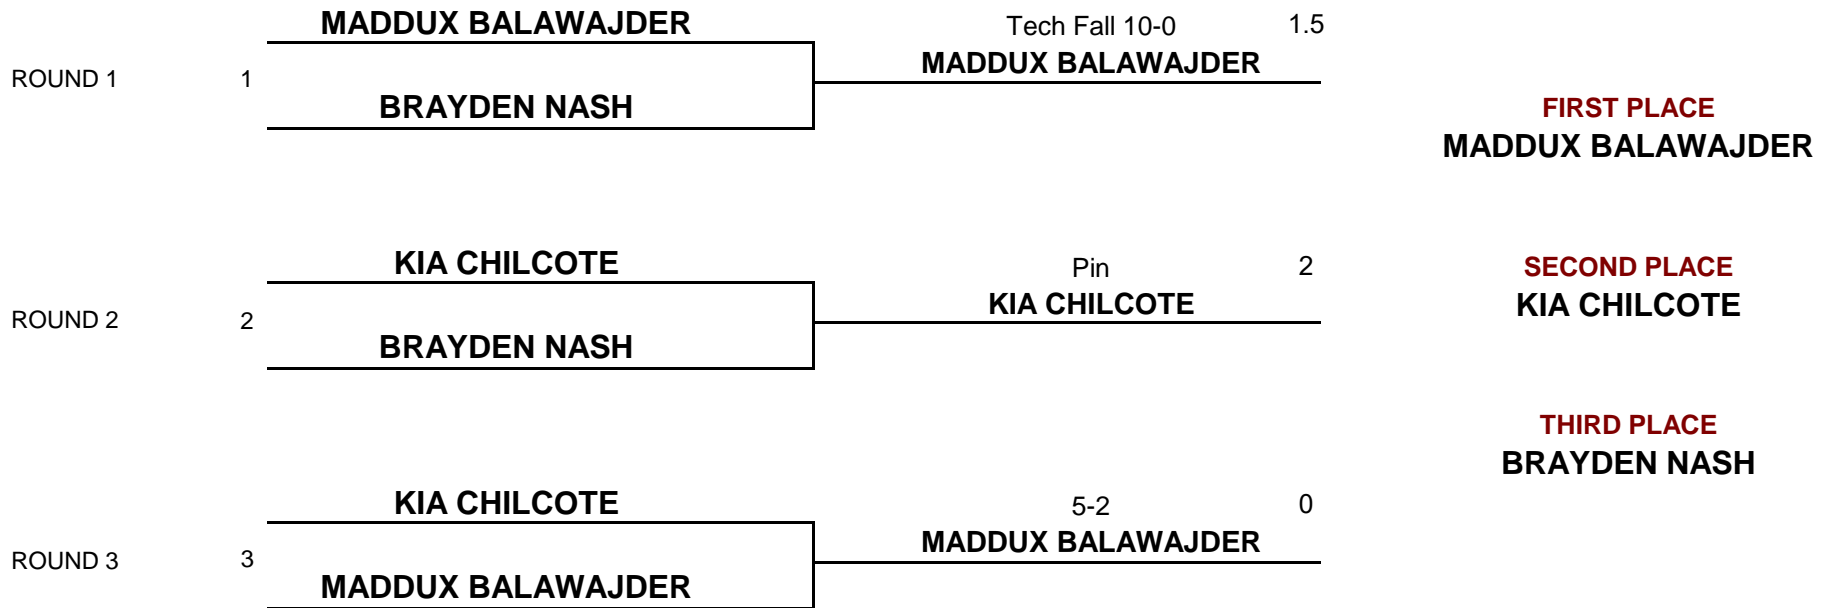 MADDUX BALAWAJDER
Tech Fall 10-0 1.5
MADDUX BALAWAJDER
ROUND 1 1
BRAYDEN NASH
FIRST PLACE
MADDUX BALAWAJDER
KIA CHILCOTE
Pin 2
SECOND PLACE
KIA CHILCOTE
KIA CHILCOTE
ROUND 2 2
BRAYDEN NASH
THIRD PLACE
BRAYDEN NASH
KIA CHILCOTE
5-2 0
MADDUX BALAWAJDER
ROUND 3 3
MADDUX BALAWAJDER